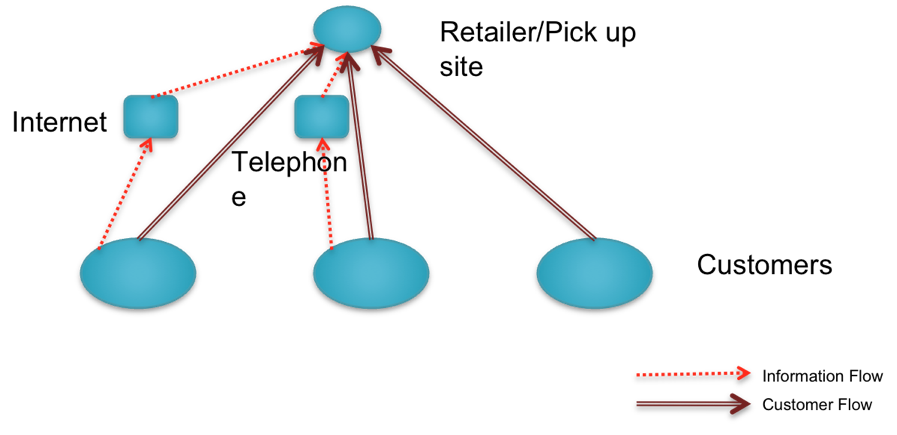 Retailer/Pick up
site
Internet
Telephon
e
Customers
Information Flow
Customer Flow